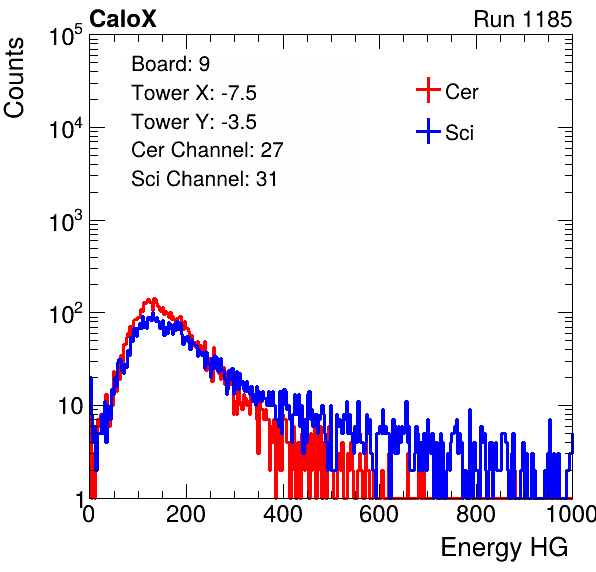 CaloX Run 1185
Counts
10^5
10^4
10^3
10^2
10
1
Board: 9
Tower X: -7.5
Tower Y: -3.5
Cer Channel: 27
Sci Channel: 31
Cer
Sci
0 200 400 600 800 1000
Energy HG